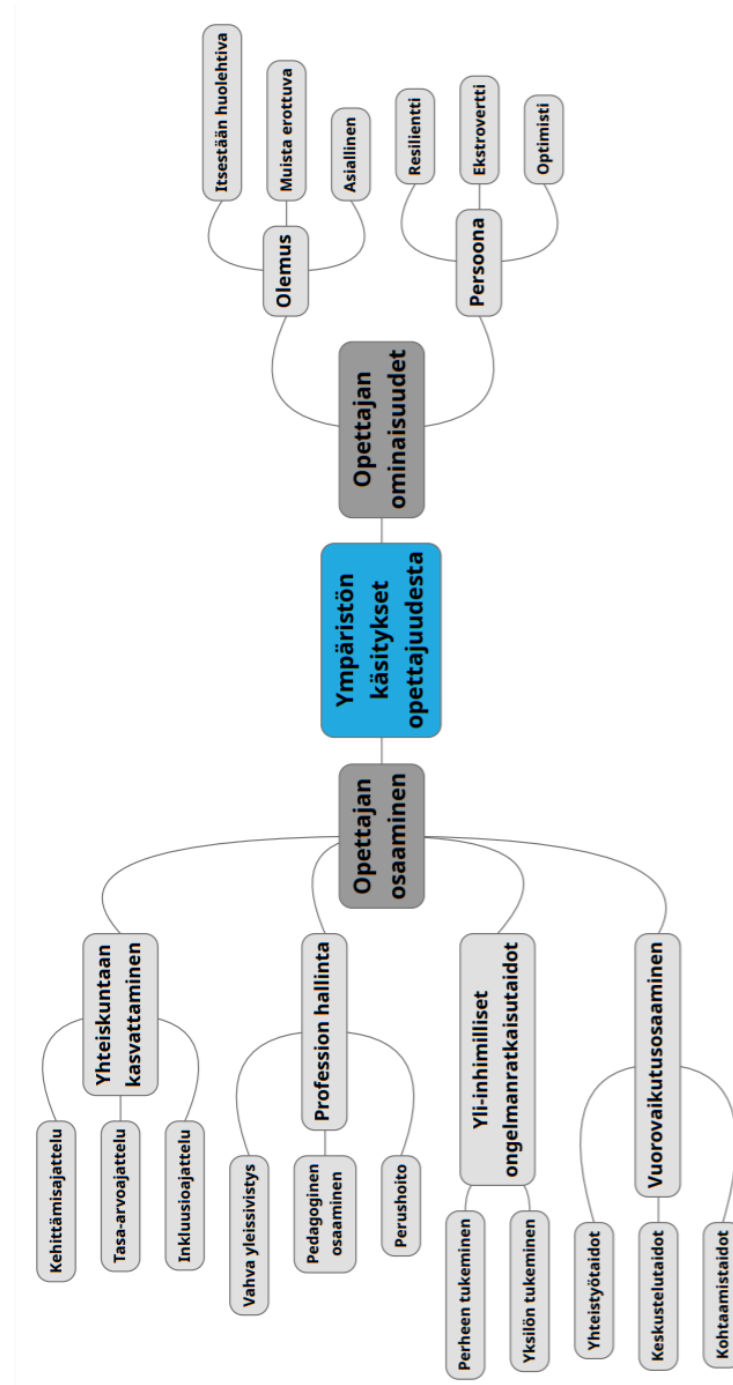 Kehittämisajattelu
Tasa-arvoajattelu
Inkluusioajattelu
Yhteiskuntaan
kasvattaminen
Vahva yleissivistys
Pedagoginen
osaaminen
Perushoito
Profession hallinta
Perheen tukeminen
Yksilön tukeminen
Yli-inhimilliset
ongelmanratkaisutaidot
Yhteistyötaidot
Keskustelutaidot
Kohtaamistaidot
Vuorovaikutusosaaminen
Opettajan
osaaminen
Ympäristön
käsitykset
opettajuudesta
Opettajan
ominaisuudet
Olemus
Itsestään huolehtiva
Muista erottuva
Asiallinen
Persoona
Resilientti
Ekstrovertti
Optimisti